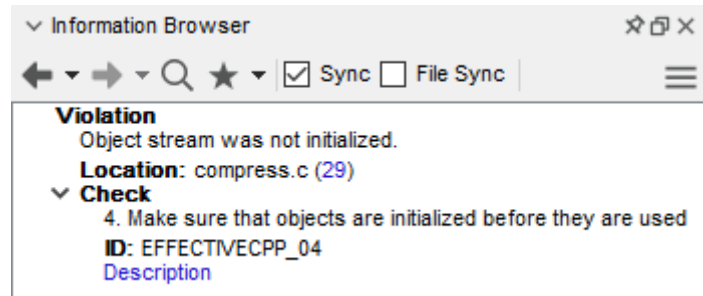 Information Browser
Sync File Sync
Violation
Object stream was not initialized.
Location: compress.c (29)
Check
4. Make sure that objects are initialized before they are used
ID: EFFECTIVECPP_04
Description